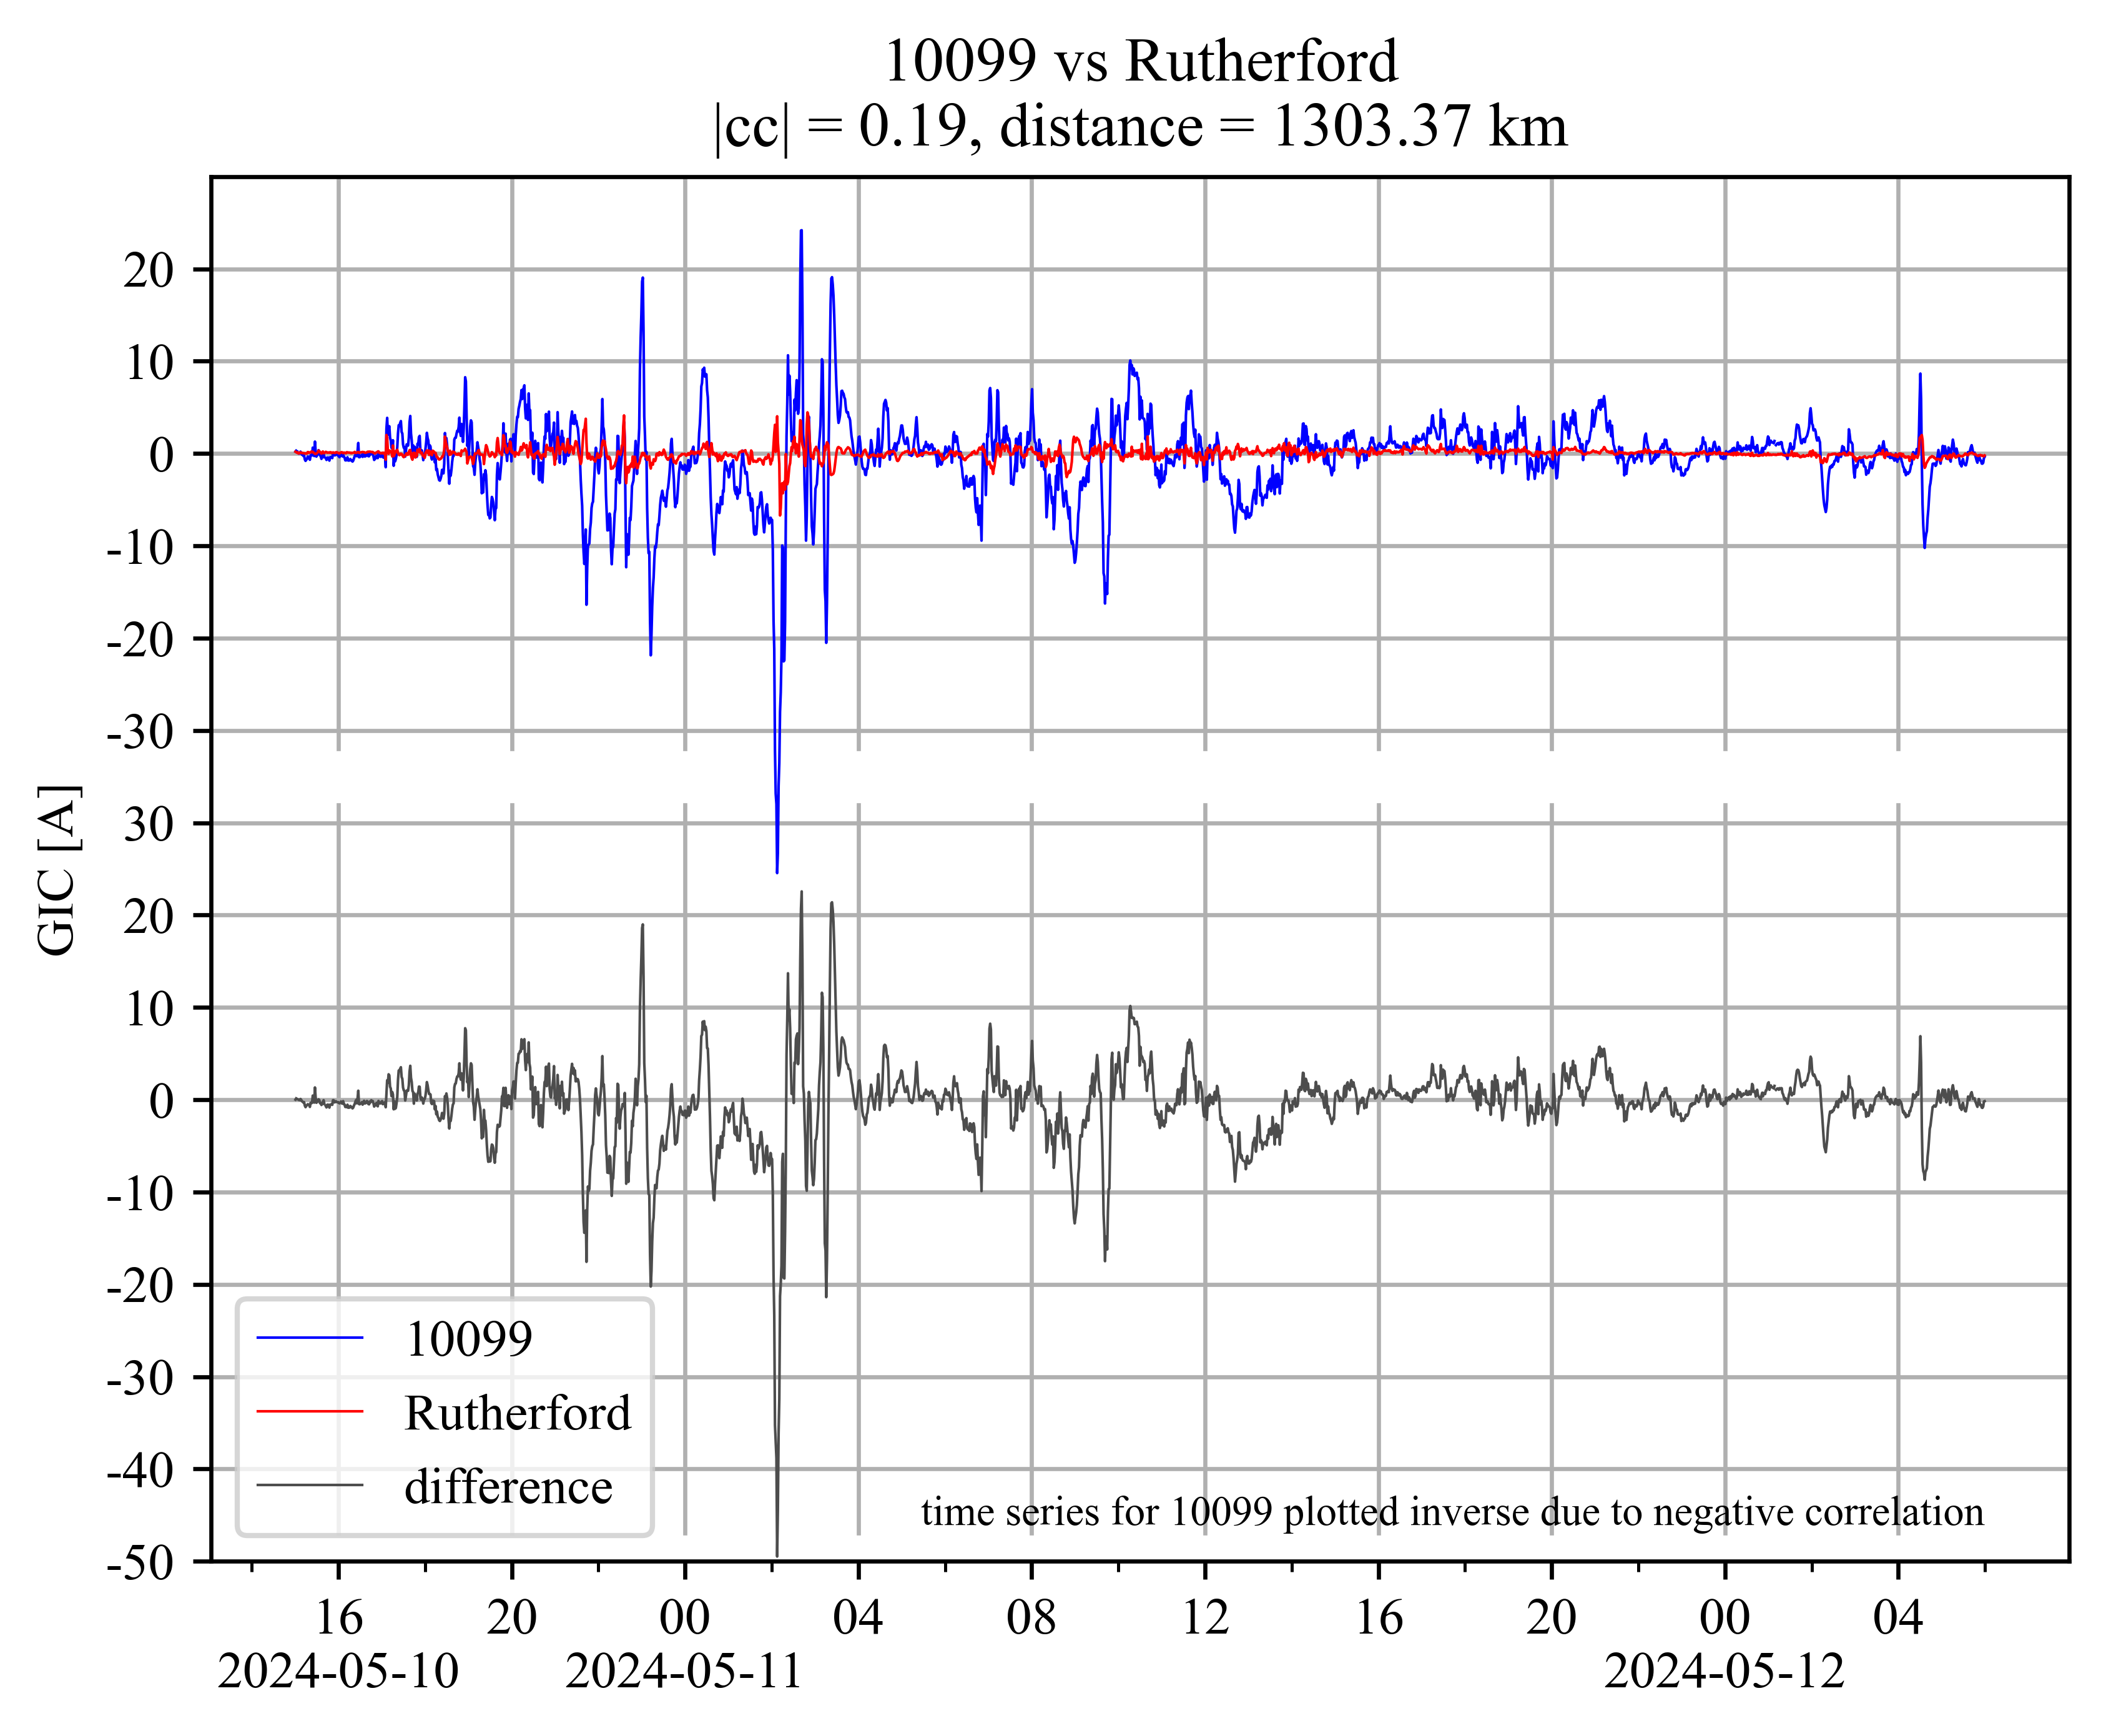 10099 vs Rutherford
|cc| = 0.19, distance = 1303.37 km
GIC [A]
20
10
0
-10
-20
-30
30
20
10
0
-10
-20
-30
-40
-50
10099
Rutherford
difference
time series for 10099 plotted inverse due to negative correlation
16 20 00 04 08 12 16 20 00 04
2024-05-10 2024-05-11 2024-05-12